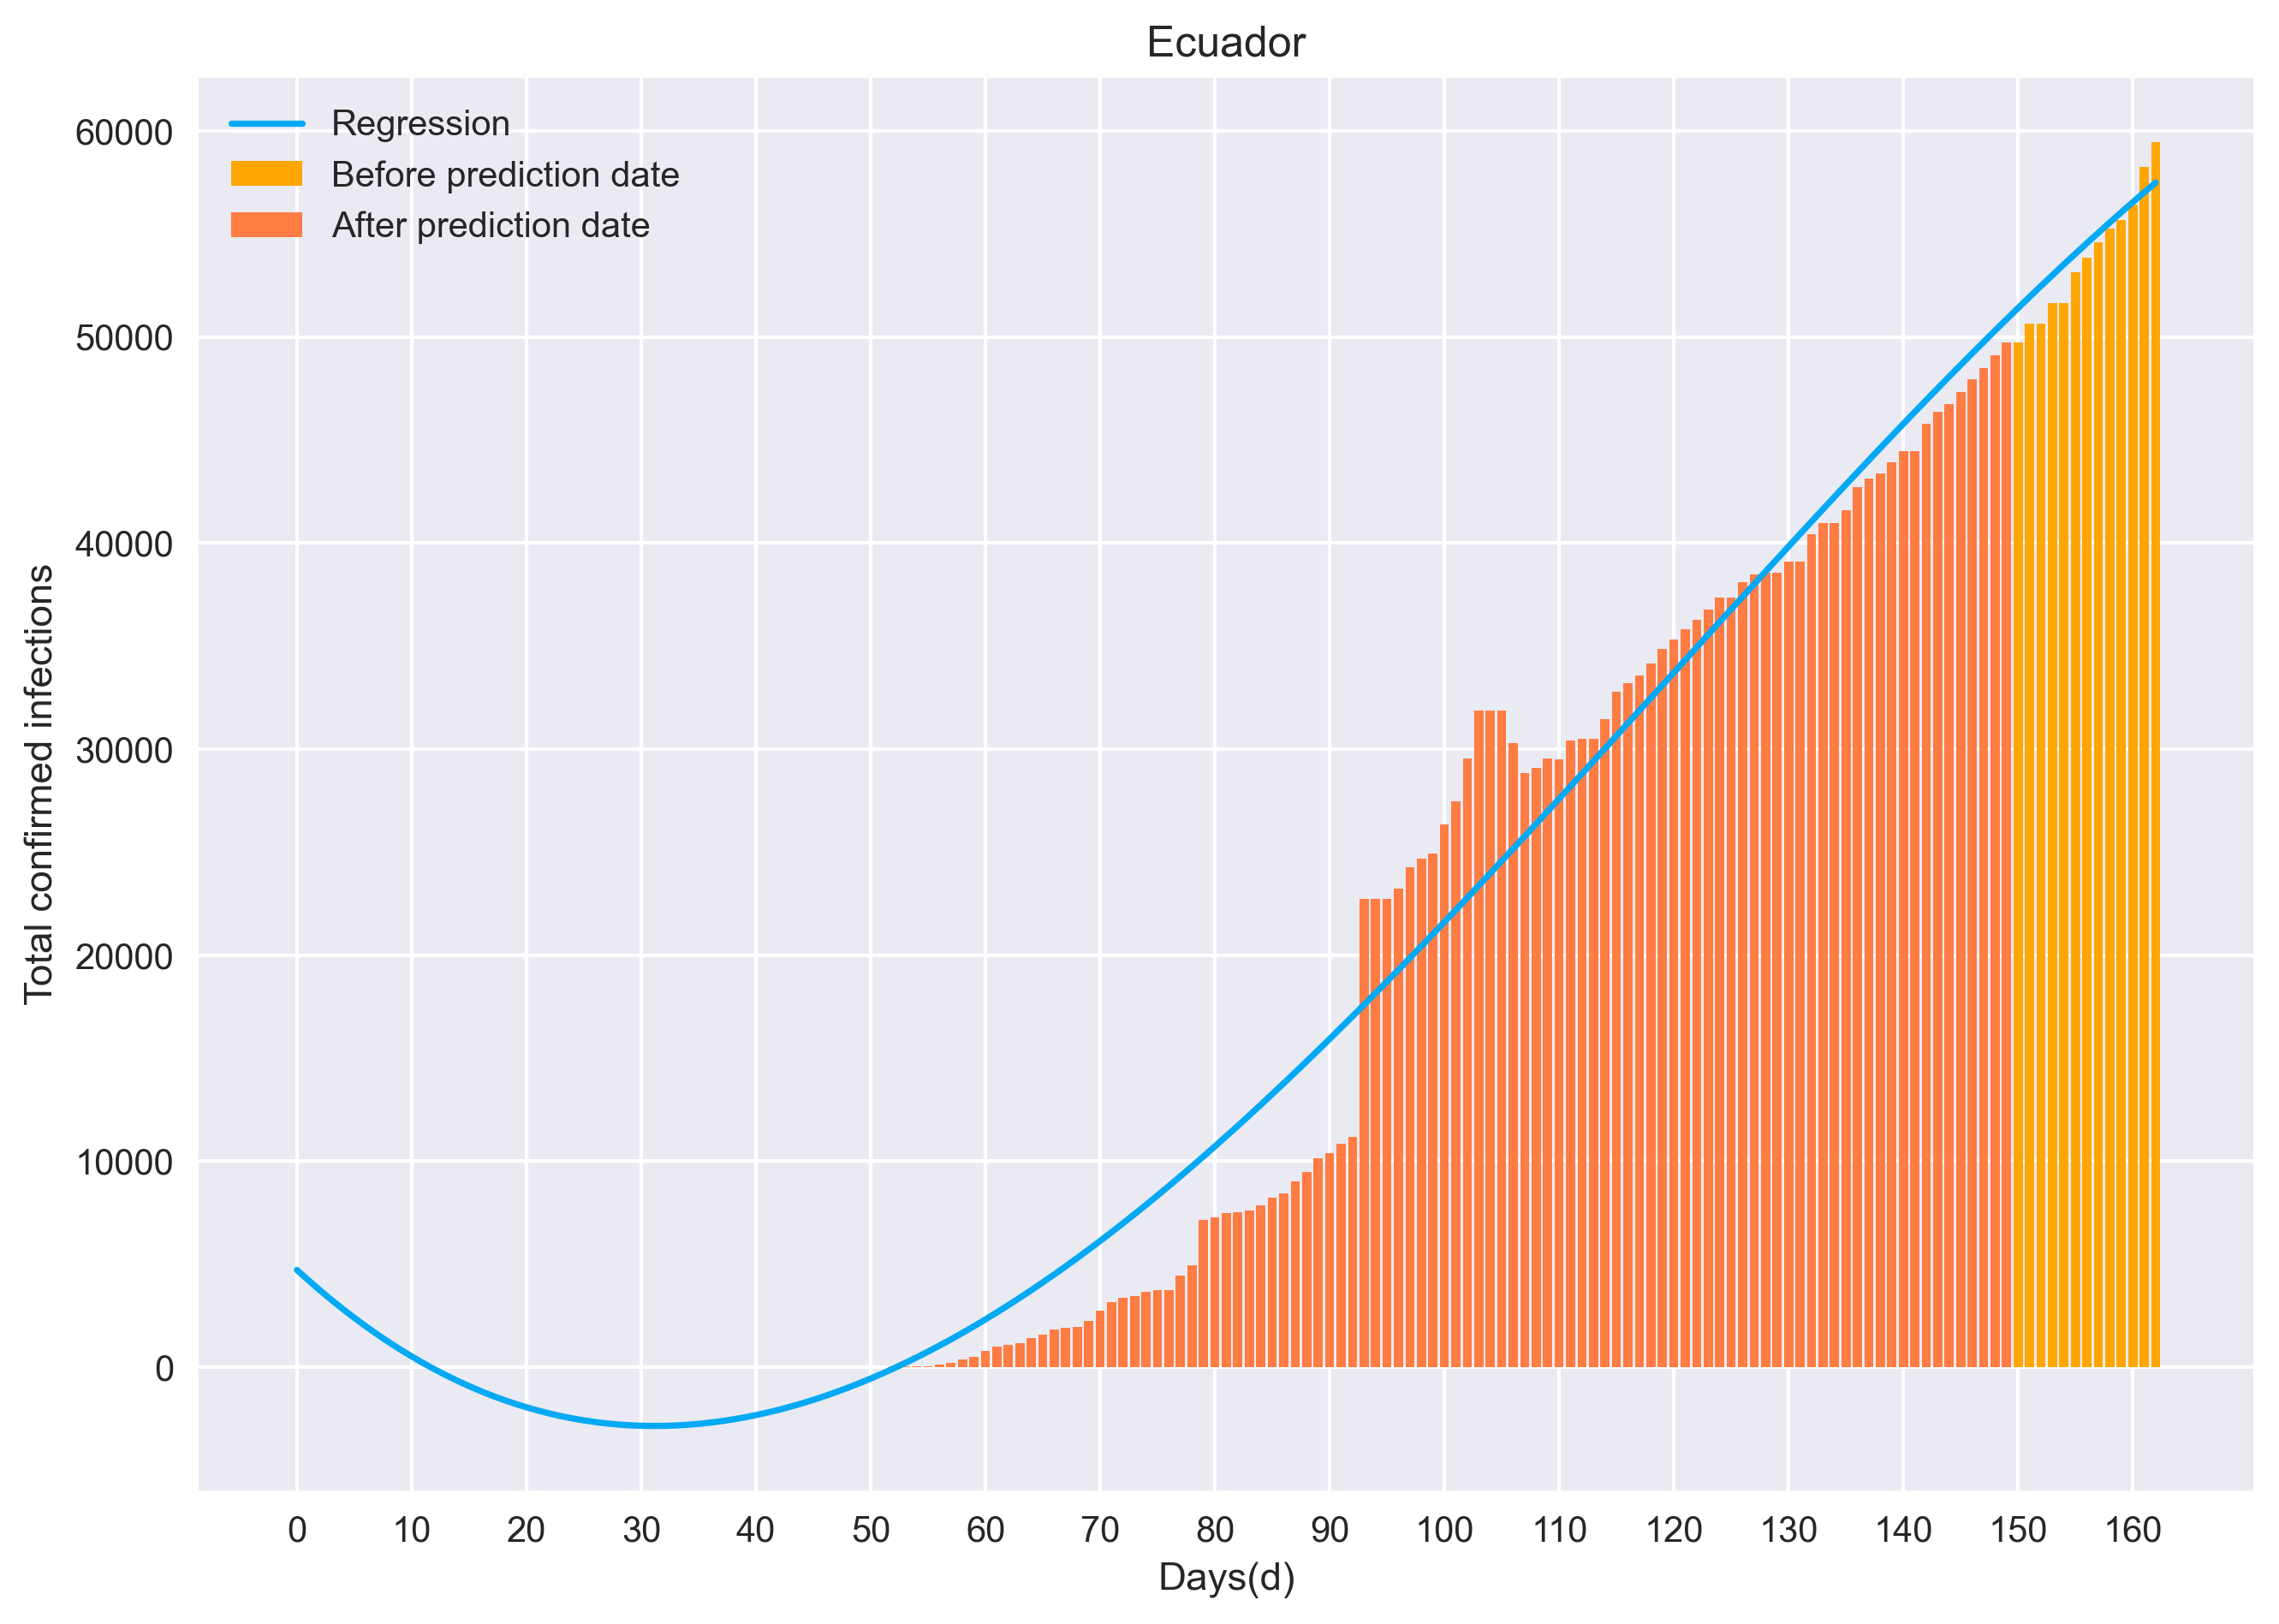 Ecuador
Regression
Before prediction date
After prediction date
60000
50000
40000
30000
20000
10000
0
Total confirmed infections
0 10 20 30 40 50 60 70 80 90 100 110 120 130 140 150 160
Days(d)